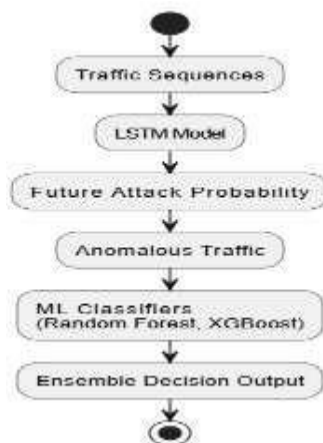 Traffic Sequences
LSTM Model
Future Attack Probability
Anomalous Traffic
ML Classifiers
(Random Forest, XGBoost)
Ensemble Decision Output